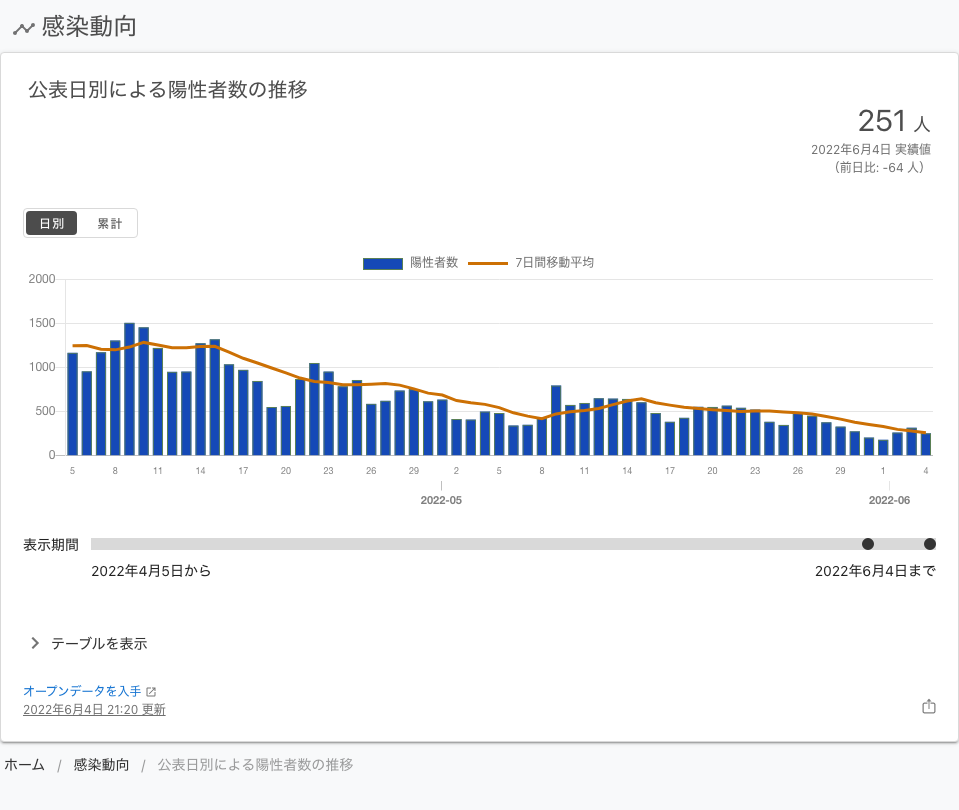 感染動向
公表日別による陽性者数の推移
251 人
2022年6月4日 実績値
（前日比: -64 人）
日別 累計
陽性者数 7日間移動平均
2000
1500
1000
500
0
5 8 11 14 17 20 23 26 29 2 5 8 11 14 17 20 23 26 29 1 4
2022-05 2022-06
表示期間
2022年4月5日から 2022年6月4日まで
テーブルを表示
オープンデータを入手
2022年6月4日 21:20 更新
ホーム / 感染動向 / 公表日別による陽性者数の推移